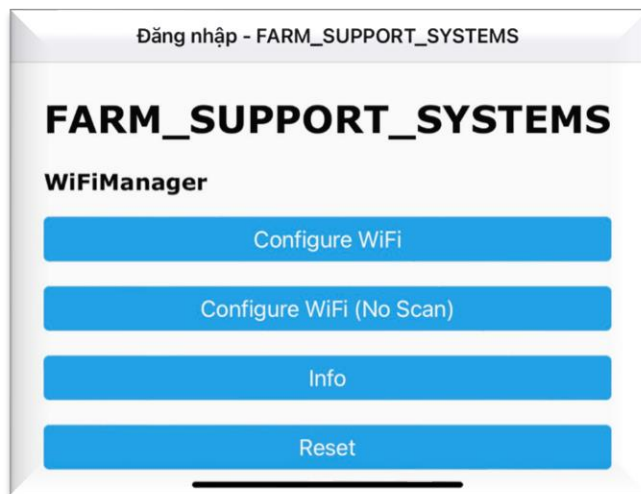 Đăng nhập - FARM_SUPPORT_SYSTEMS
FARM_SUPPORT_SYSTEMS
WiFiManager
Configure WiFi
Configure WiFi (No Scan)
Info
Reset